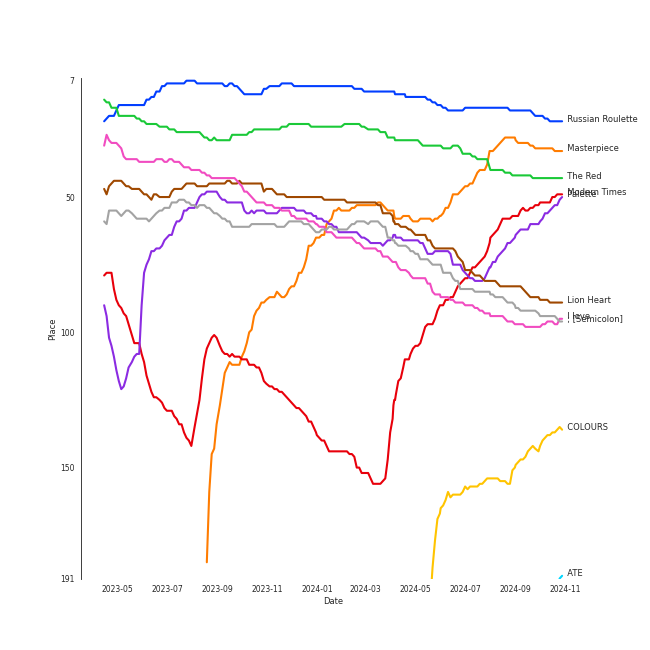 7
Russian Roulette
Masterpiece
The Red
Modern Times
Palette
50
Lion Heart
I love
; [Semicolon]
Place
100
COLOURS
150
ATE
191
2023-05 2023-07 2023-09 2023-11 2024-01 2024-03 2024-05 2024-07 2024-09 2024-11
Date